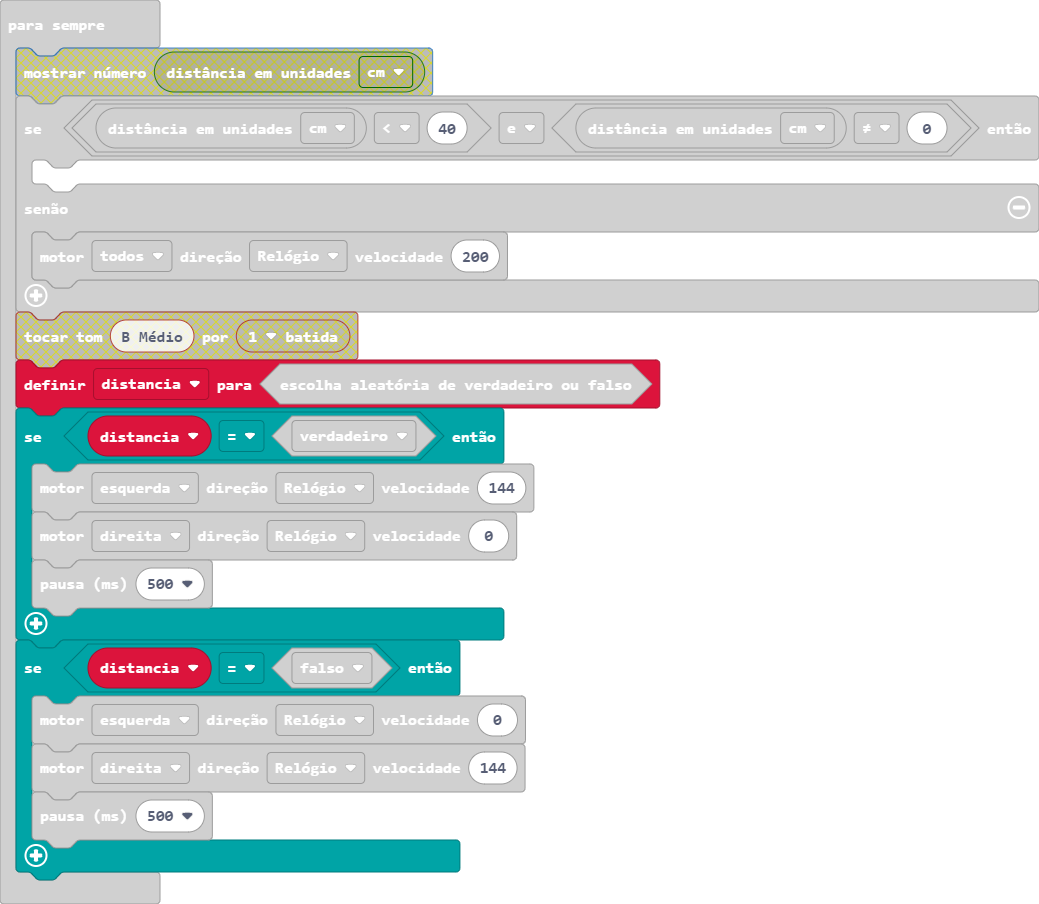 para sempre
mostrar número distância em unidades cm
se distância em unidades cm < 40 e distância em unidades cm ≠ 0 então
senão
motor todos direção Relógio velocidade 200
tocar tom B Médio por 1 batida
definir distancia para escolha aleatória de verdadeiro ou falso
se distancia = verdadeiro então
motor esquerda direção Relógio velocidade 144
motor direita direção Relógio velocidade 0
pausa (ms) 500
se distancia = falso então
motor esquerda direção Relógio velocidade 0
motor direita direção Relógio velocidade 144
pausa (ms) 500